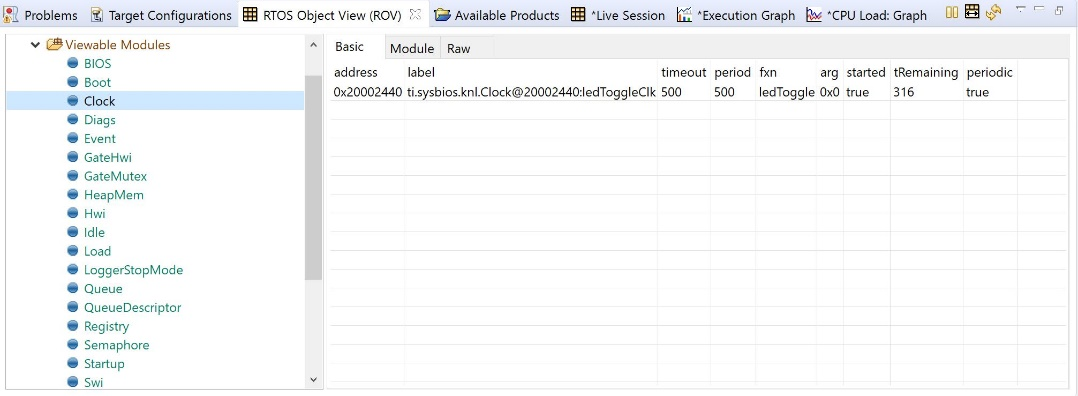 Problems Target Configurations RTOS Object View (ROV) Available Products *Live Session *Execution Graph *CPU Load: Graph
Viewable Modules
BIOS
Boot
Clock
Diags
Event
GateHwi
GateMutex
HeapMem
Hwi
Idle
Load
LoggerStopMode
Queue
QueueDescriptor
Registry
Semaphore
Startup
Swi
Basic Module Raw
address label timeout period fxn arg started tRemaining periodic
0x20002440 ti.sysbios.knl.Clock@20002440:ledToggleClk 500 500 ledToggle 0x0 true 316 true